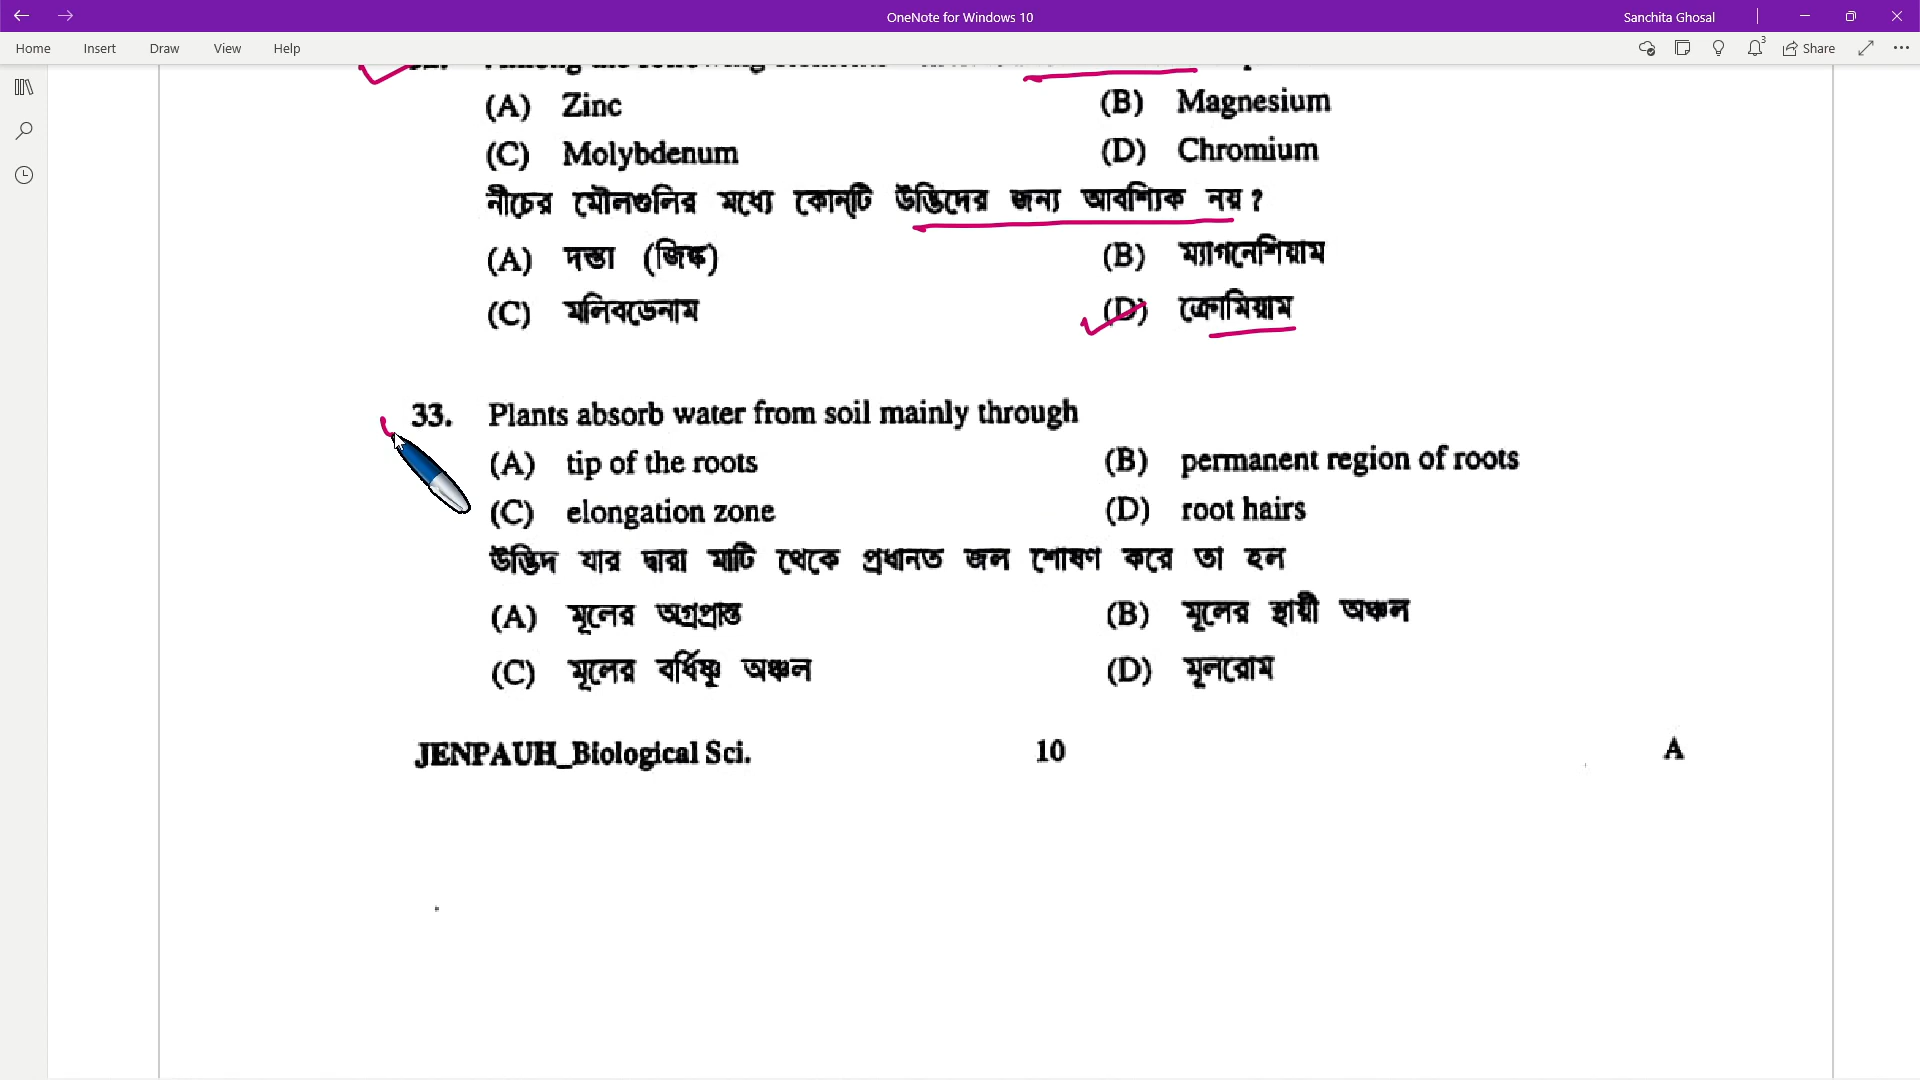 OneNote for Windows 10
Sanchita Ghosal
Home Insert Draw View Help
3 Share
(A) Zinc (B) Magnesium
(C) Molybdenum (D) Chromium
নীচের মৌলগুলির মধ্যে কোন্‌টি উদ্ভিদের জন্য আবশ্যিক নয় ?
(A) দস্তা (জিঙ্ক) (B) ম্যাগনেশিয়াম
(C) মলিবডেনাম (D) ক্রোমিয়াম
33. Plants absorb water from soil mainly through
(A) tip of the roots (B) permanent region of roots
(C) elongation zone (D) root hairs
উদ্ভিদ যার দ্বারা মাটি থেকে প্রধানত জল শোষণ করে তা হল
(A) মূলের অগ্রপ্রান্ত (B) মূলের স্থায়ী অঞ্চল
(C) মূলের বর্ধিষ্ণু অঞ্চল (D) মূলরোম
JENPAUH_Biological Sci. 10 A